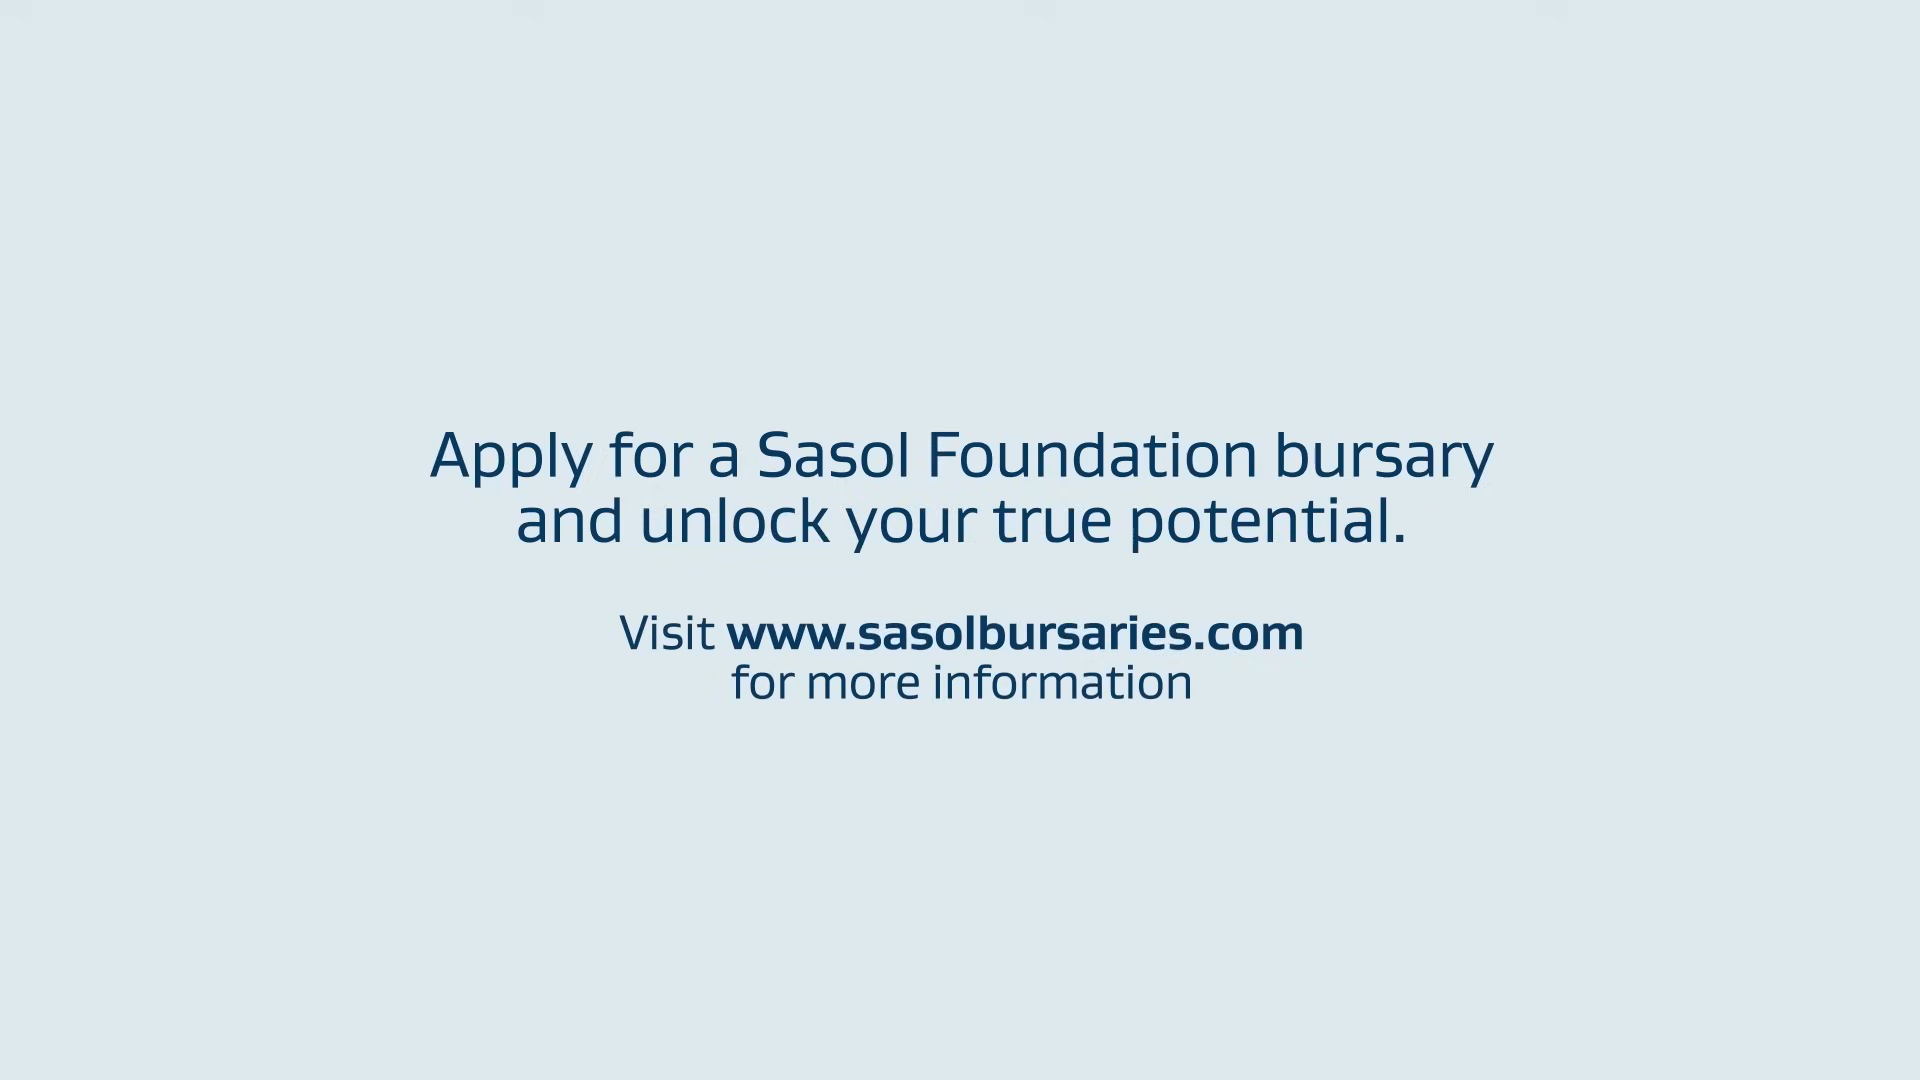 Apply for a Sasol Foundation bursary
and unlock your true potential.
Visit www.sasolbursaries.com
for more information